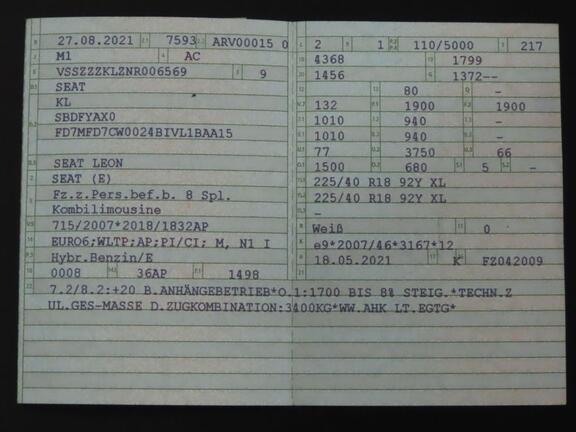 27.08.2021 7593 ARV00015 0
M1 AC
VSSZZZKLZNR006569 9
SEAT
KL
SBDFYAX0
FD7MFD7CW0024BIVL1BAA15
SEAT LEON
SEAT (E)
Fz.z.Pers.bef.b. 8 Spl.
Kombilimousine
715/2007*2018/1832AP
EURO6;WLTP;AP;PI/CI; M, N1 I
Hybr.Benzin/E
0008 36AP 1498
2 1 110/5000 217
4368 1799
1456 1372--
80 -
132 1900 1900
1010 940 -
1010 940 -
77 3750 66
1500 680 5 -
225/40 R18 92Y XL
225/40 R18 92Y XL
-
Weiß 0
e9*2007/46*3167*12
18.05.2021 K FZ042009
7.2/8.2:+20 B.ANHÄNGEBETRIEB*O.1:1700 BIS 8% STEIG.*TECHN.Z
UL.GES-MASSE D.ZUGKOMBINATION:3400KG*WW.AHK LT.EGTG*